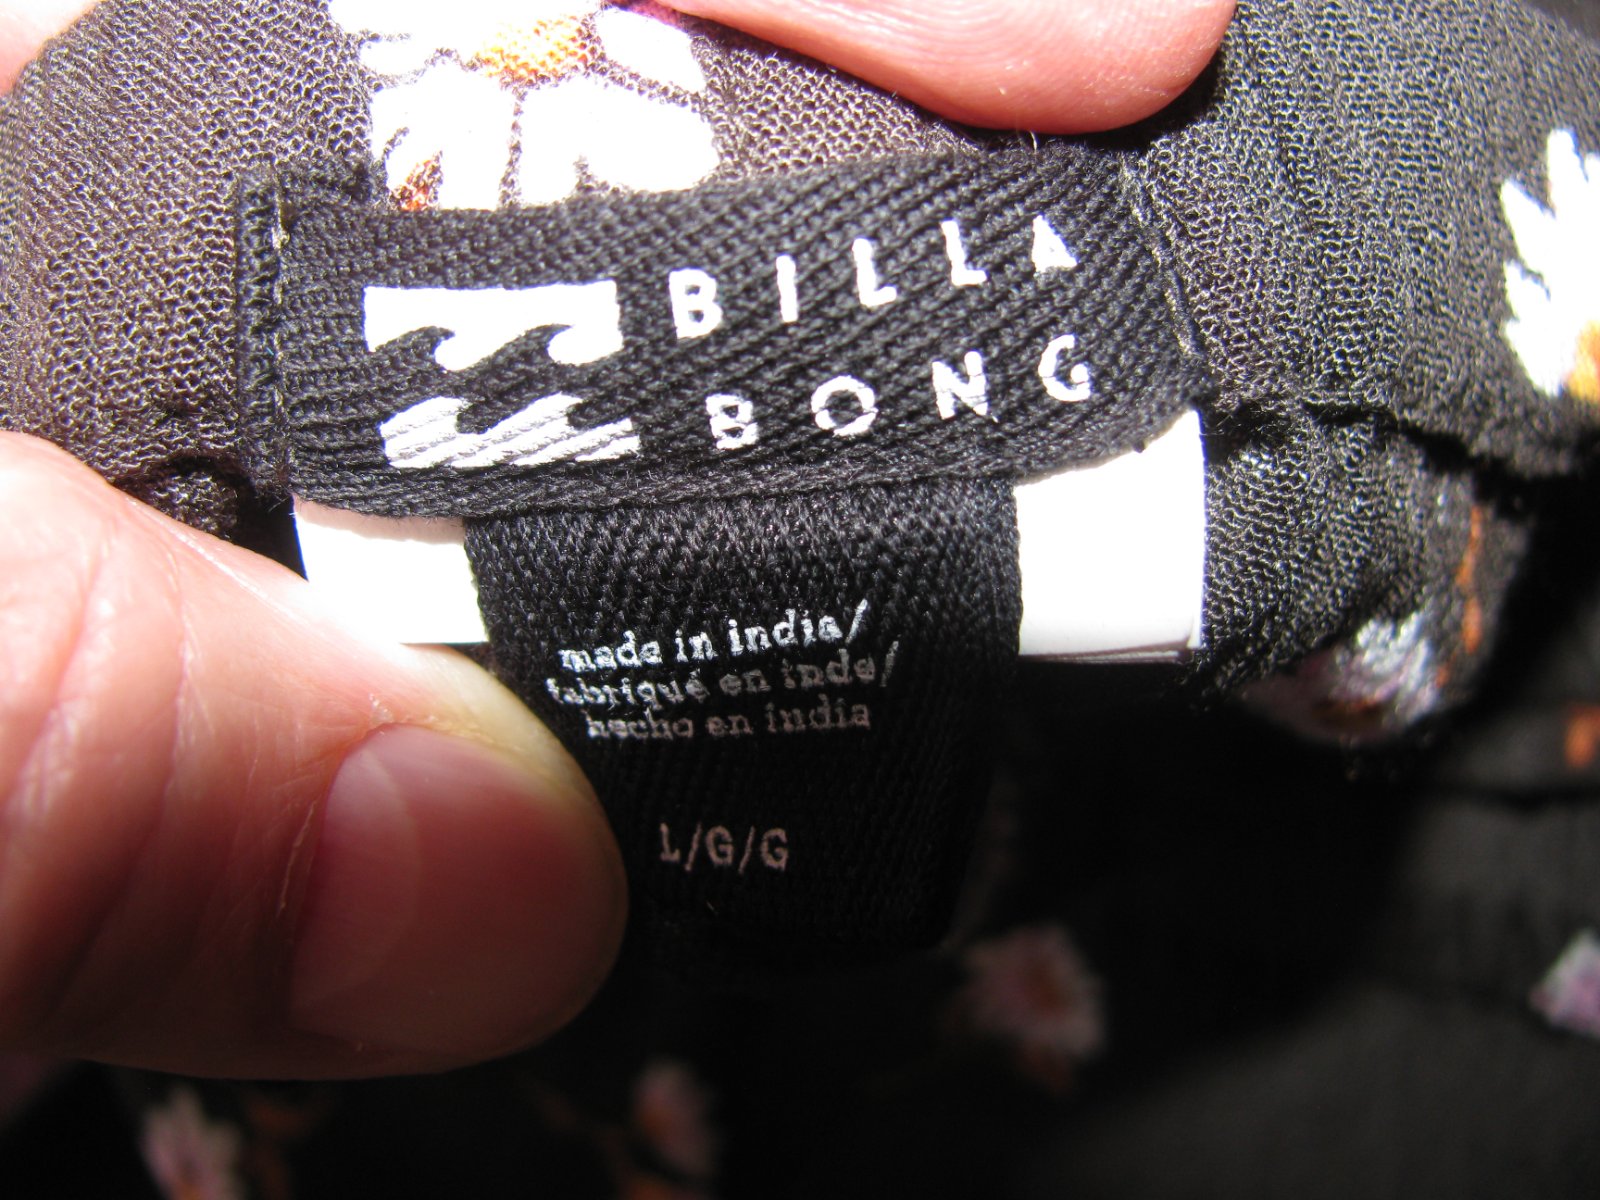 BILLA
BONG
made in india/
fabriqué en inde/
hecho en india
L/G/G